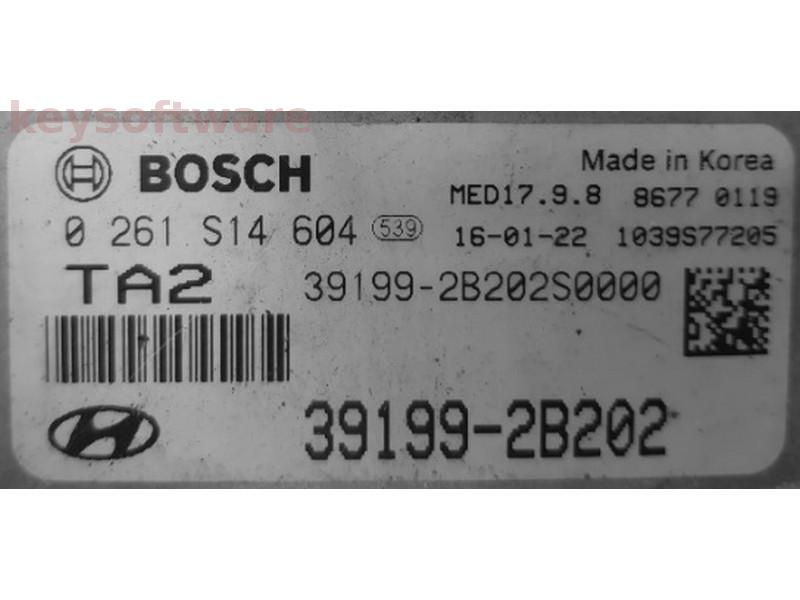 keysoftware
BOSCH
Made in Korea
MED17.9.8 8677 0119
0 261 S14 604 539
16-01-22 1039S77205
TA2 39199-2B202S0000
39199-2B202